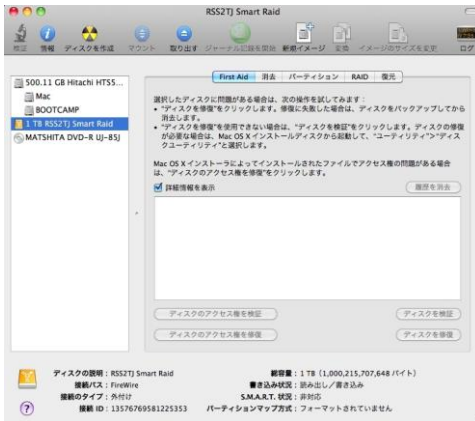 RSS2TJ Smart Raid
検証 情報 ディスクを作成 マウント 取り出す ジャーナル記録を開始 新規イメージ 変換 イメージのサイズを変更 ログ
500.11 GB Hitachi HTS5...
Mac
BOOTCAMP
1 TB RSS2TJ Smart Raid
MATSHITA DVD-R UJ-85J
First Aid 消去 パーティション RAID 復元
選択したディスクに問題がある場合は、次の操作を試してみます：
• “ディスクを修復”をクリックします。修復に失敗した場合は、ディスクをバックアップしてから
消去します。
• “ディスクを修復”を使用できない場合は、“ディスクを検証”をクリックします。ディスクの修復
が必要な場合は、Mac OS X インストールディスクから起動して、“ユーティリティ”>“ディス
クユーティリティ”と選択します。
Mac OS X インストーラによってインストールされたファイルでアクセス権の問題がある場合
は、“ディスクのアクセス権を修復”をクリックします。
詳細情報を表示
履歴を消去
ディスクのアクセス権を検証 ディスクを検証
ディスクのアクセス権を修復 ディスクを修復
ディスクの説明：RSS2TJ Smart Raid 総容量：1 TB（1,000,215,707,648 バイト）
接続バス：FireWire 書き込み状況：読み出し／書き込み
接続のタイプ：外付け S.M.A.R.T. 状況：非対応
接続 ID：13576769581225353 パーティションマップ方式：フォーマットされていません